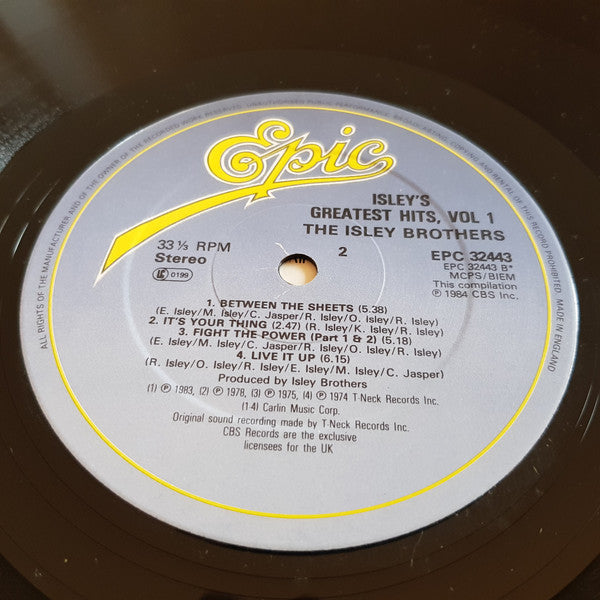 ALL RIGHTS OF THE MANUFACTURER AND OF THE OWNER OF THE RECORDED WORK RESERVED. UNAUTHORISED PUBLIC PERFORMANCE, BROADCASTING, COPYING AND RENTAL OF THIS RECORD PROHIBITED. MADE IN ENGLAND
Epic
ISLEY'S
GREATEST HITS, VOL 1
THE ISLEY BROTHERS
33⅓ RPM
Stereo
LC 0199
2
EPC 32443
EPC 32443 B*
MCPS/BIEM
This compilation
℗ 1984 CBS Inc.
1. BETWEEN THE SHEETS (5.38)
(E. Isley/M. Isley/C. Jasper/R. Isley/O. Isley/R. Isley)
2. IT'S YOUR THING (2.47) (R. Isley/K. Isley/R. Isley)
3. FIGHT THE POWER (Part 1 & 2) (5.18)
(E. Isley/M. Isley/C. Jasper/R. Isley/O. Isley/R. Isley)
4. LIVE IT UP (6.15)
(R. Isley/O. Isley/R. Isley/E. Isley/M. Isley/C. Jasper)
Produced by Isley Brothers
(1) ℗ 1983, (2) ℗ 1978, (3) ℗ 1975, (4) ℗ 1974 T-Neck Records Inc.
(1-4) Carlin Music Corp.
Original sound recording made by T-Neck Records Inc.
CBS Records are the exclusive
licensees for the UK